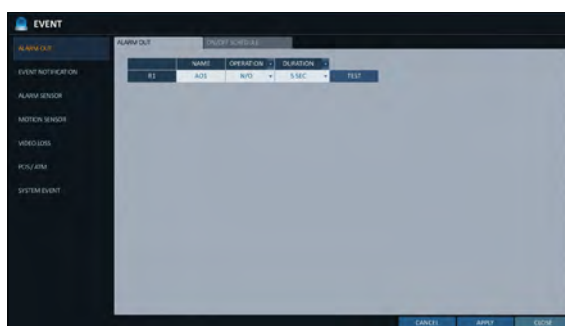 EVENT
ALARM OUT
EVENT NOTIFICATION
ALARM SENSOR
MOTION SENSOR
VIDEO LOSS
POS / ATM
SYSTEM EVENT
ALARM OUT ON/OFF SCHEDULE
NAME OPERATION DURATION
R1 AO1 N/O 5 SEC TEST
CANCEL APPLY CLOSE